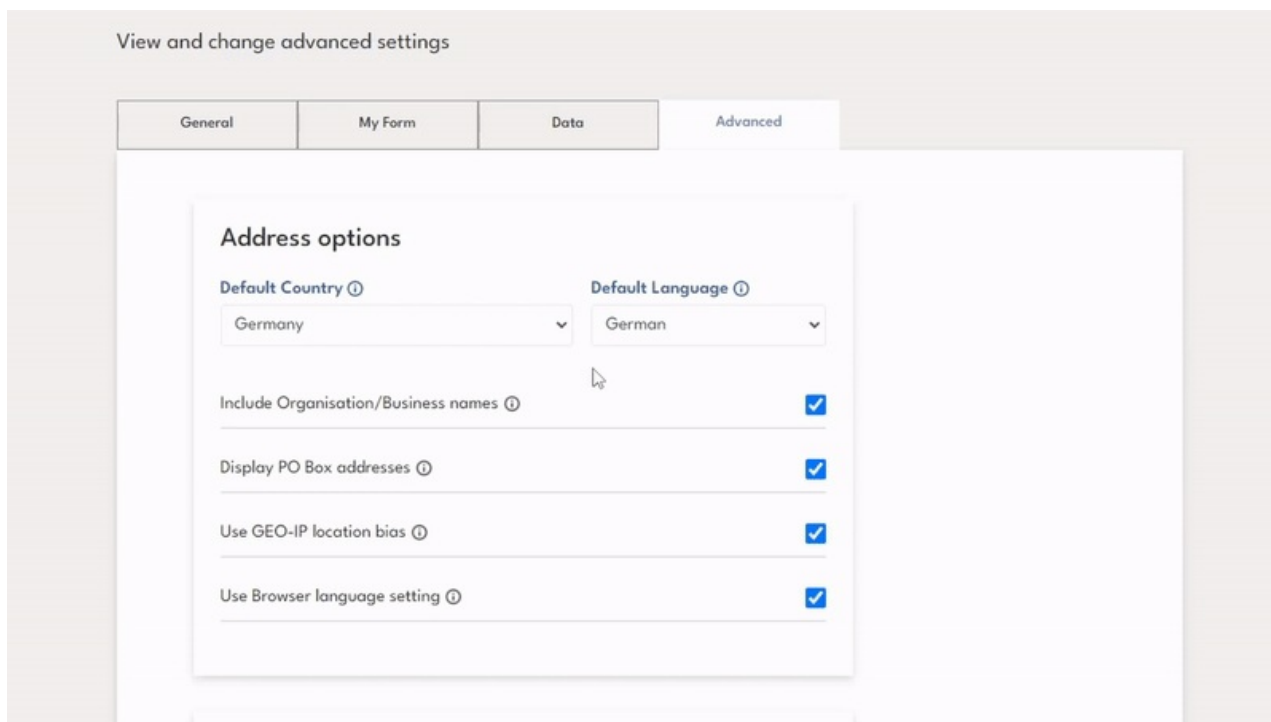 View and change advanced settings
General My Form Data Advanced
Address options
Default Country Default Language
Germany German
Include Organisation/Business names
Display PO Box addresses
Use GEO-IP location bias
Use Browser language setting